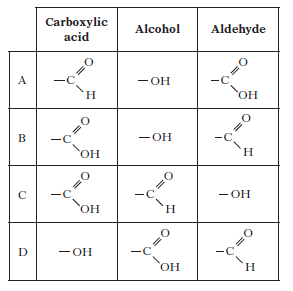 Carboxylic acid Alcohol Aldehyde
A —C(=O)H —OH —C(=O)OH
B —C(=O)OH —OH —C(=O)H
C —C(=O)OH —C(=O)H —OH
D —OH —C(=O)OH —C(=O)H